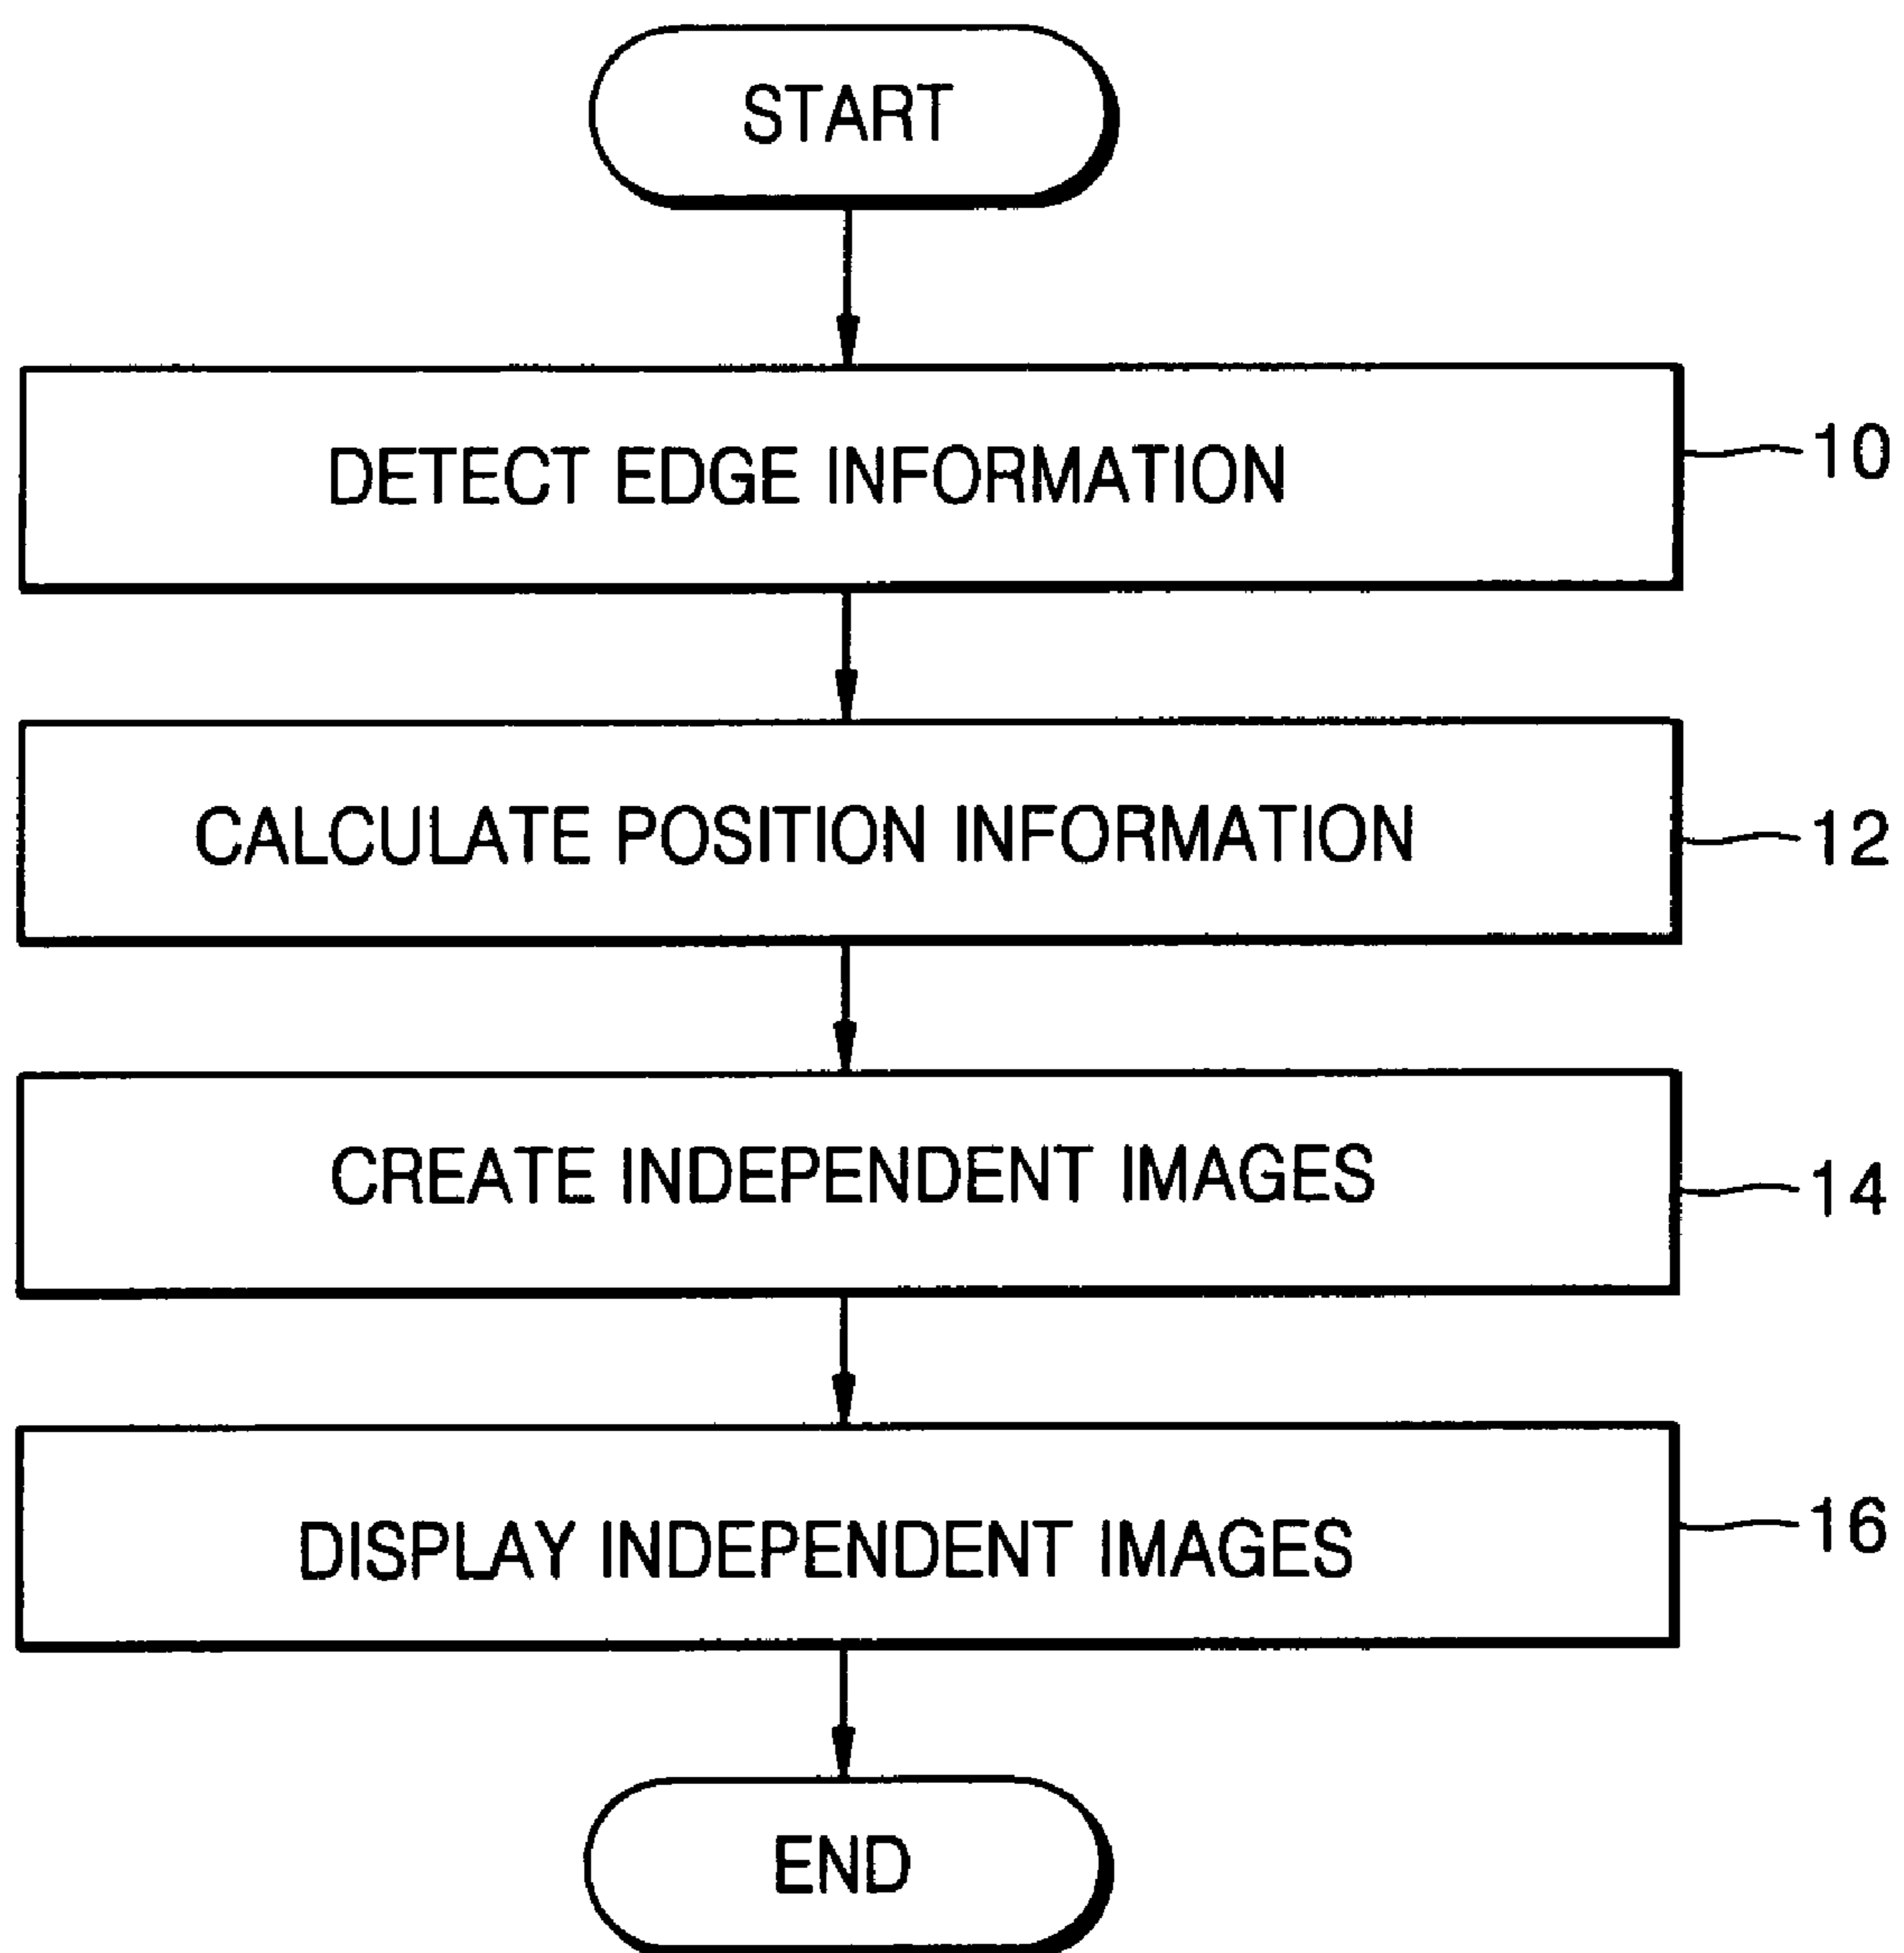 START
DETECT EDGE INFORMATION
10
CALCULATE POSITION INFORMATION
12
CREATE INDEPENDENT IMAGES
14
DISPLAY INDEPENDENT IMAGES
16
END